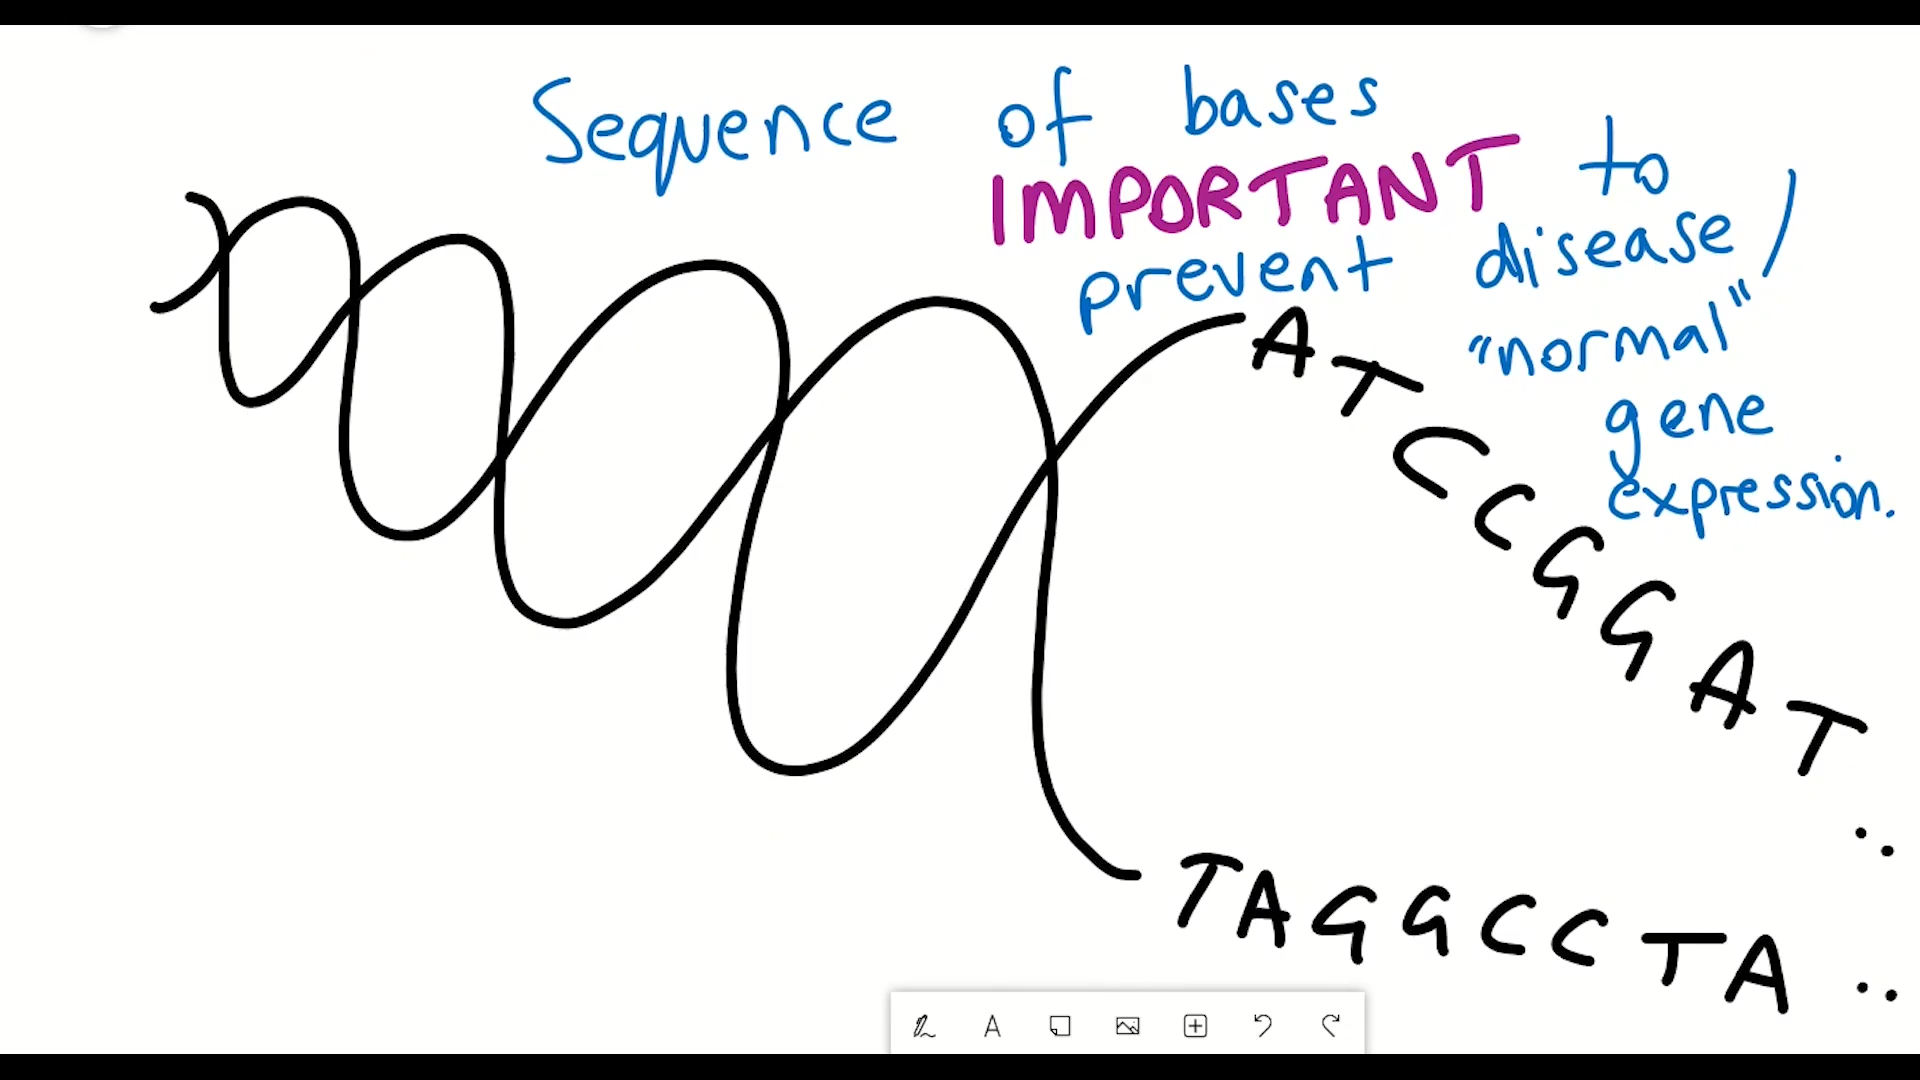 Sequence of bases
IMPORTANT to
prevent disease/
"normal"
gene
expression.
ATCCGGAT..
TAGGCCTA..
A